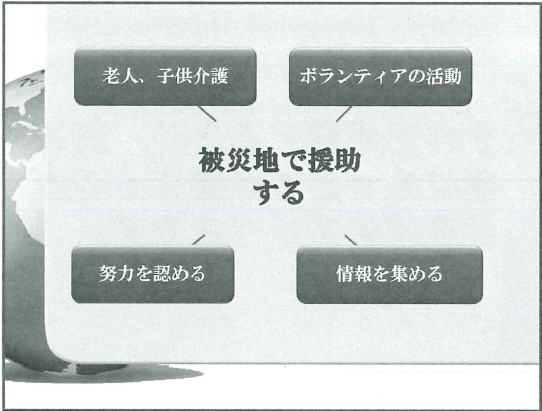 老人、子供介護
ボランティアの活動
被災地で援助
する
努力を認める
情報を集める